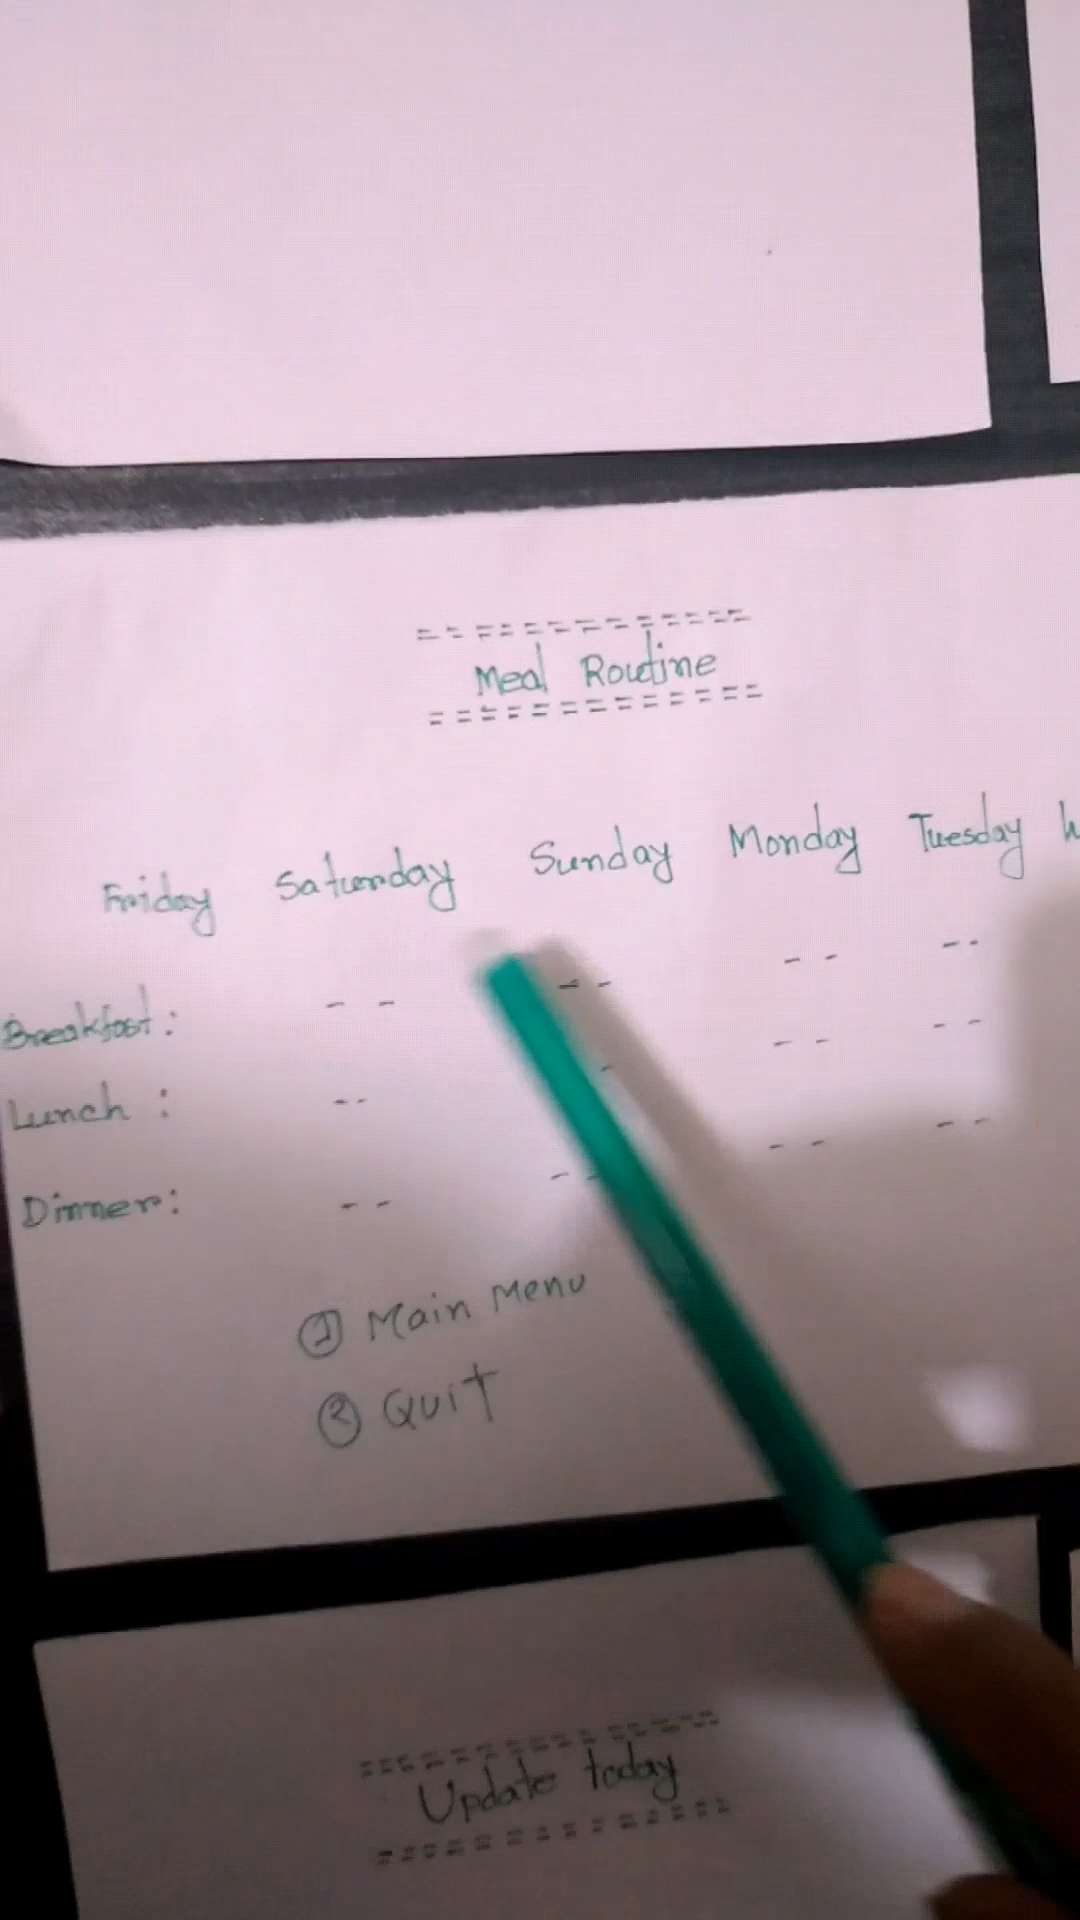 = = = = = = = = = = = = =
Meal Routine
= = = = = = = = = = = = =
Friday Saturday Sunday Monday Tuesday
Breakfast: -- -- -- --
Lunch : -- - -- --
Dinner: -- -- -- --
① Main Menu
② Quit
= = = = = = = = = = = = =
Update today
= = = = = = = = = = = = =